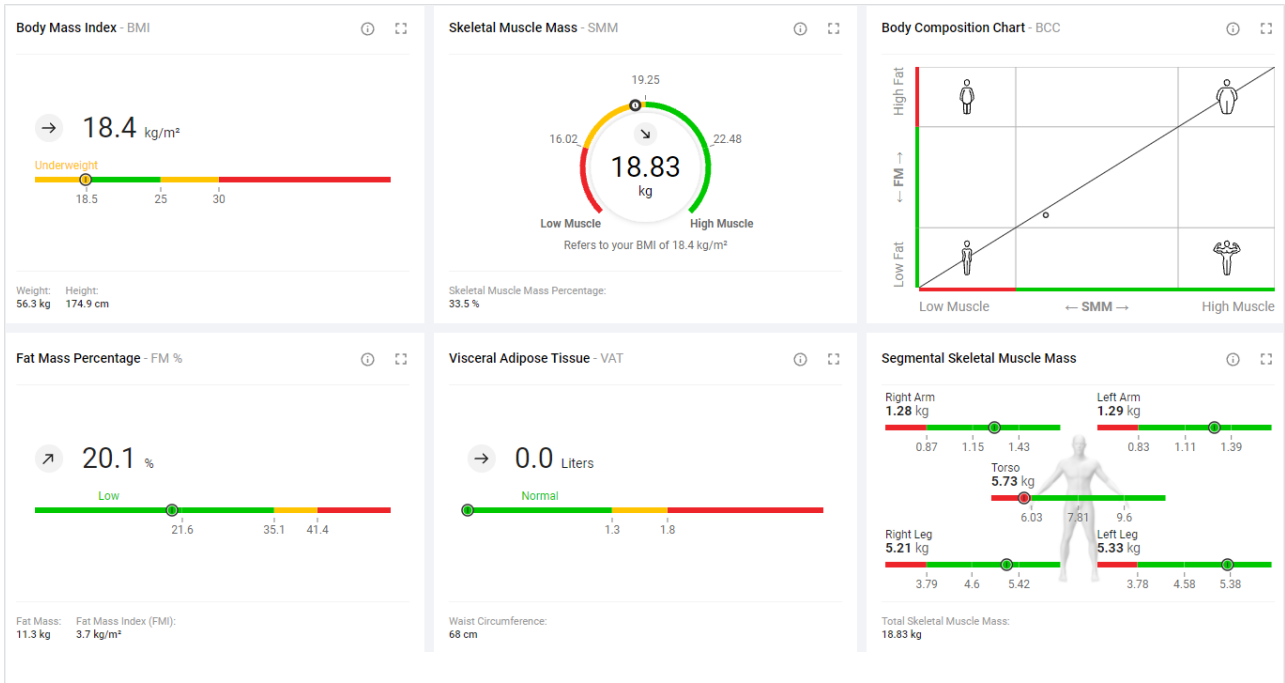 Body Mass Index - BMI
18.4 kg/m²
Underweight
18.5 25 30
Weight: Height:
56.3 kg 174.9 cm
Skeletal Muscle Mass - SMM
19.25
16.02 22.48
18.83
kg
Low Muscle High Muscle
Refers to your BMI of 18.4 kg/m²
Skeletal Muscle Mass Percentage:
33.5 %
Body Composition Chart - BCC
High Fat
← FM →
Low Fat
Low Muscle ← SMM → High Muscle
Fat Mass Percentage - FM %
20.1 %
Low
21.6 35.1 41.4
Fat Mass: Fat Mass Index (FMI):
11.3 kg 3.7 kg/m²
Visceral Adipose Tissue - VAT
0.0 Liters
Normal
1.3 1.8
Waist Circumference:
68 cm
Segmental Skeletal Muscle Mass
Right Arm Left Arm
1.28 kg 1.29 kg
0.87 1.15 1.43 0.83 1.11 1.39
Torso
5.73 kg
6.03 7.81 9.6
Right Leg Left Leg
5.21 kg 5.33 kg
3.79 4.6 5.42 3.78 4.58 5.38
Total Skeletal Muscle Mass:
18.83 kg